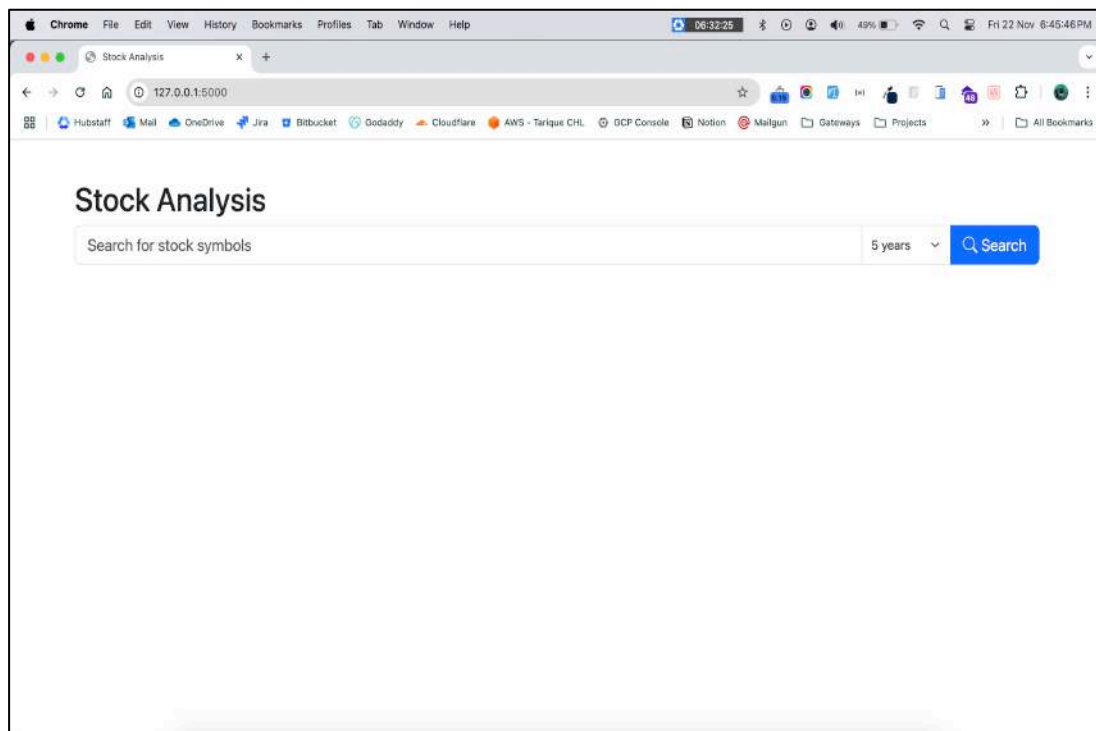 Chrome File Edit View History Bookmarks Profiles Tab Window Help 06:32:25 49% Fri 22 Nov 6:45:46 PM
Stock Analysis
127.0.0.1:5000
Hubstaff Mail OneDrive Jira Bitbucket Godaddy Cloudflare AWS - Tarique CHL GCP Console Notion Mailgun Gateways Projects All Bookmarks
Stock Analysis
Search for stock symbols 5 years Search